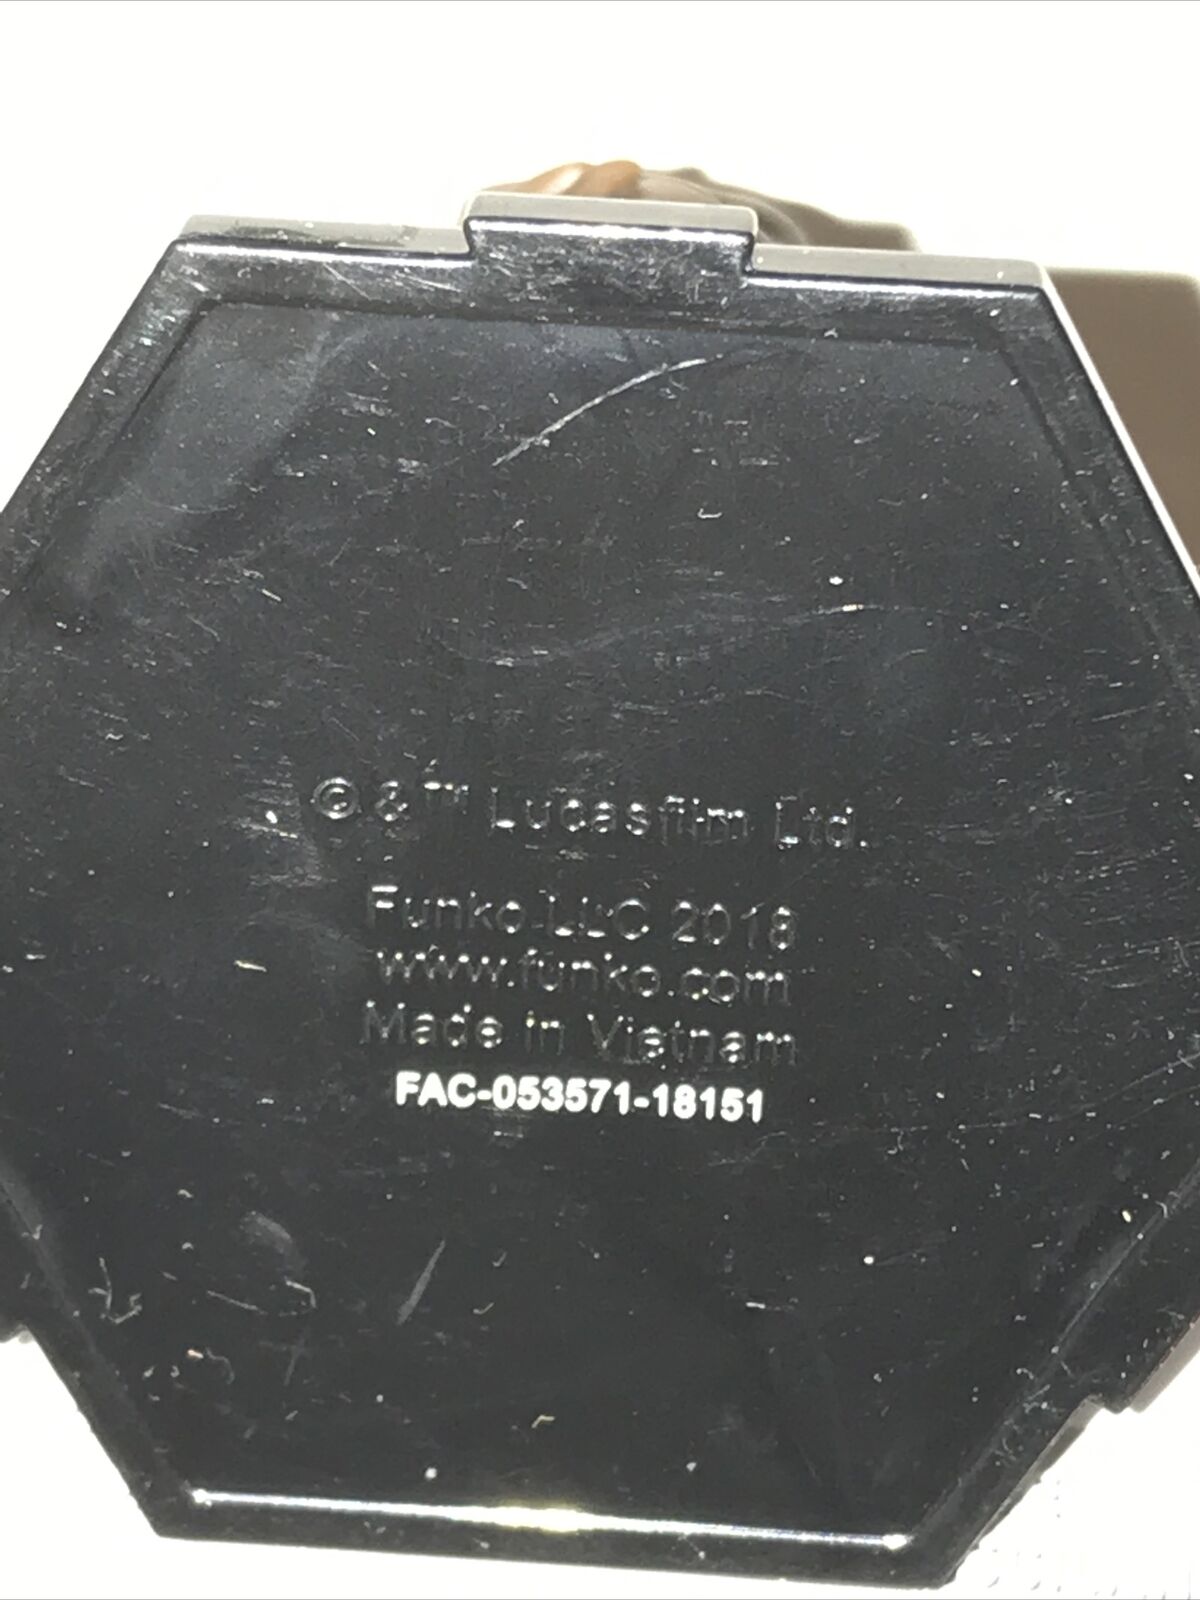 ©&™ Lucasfilm Ltd.
Funko LLC 2018
www.funko.com
Made in Vietnam
FAC-053571-18151